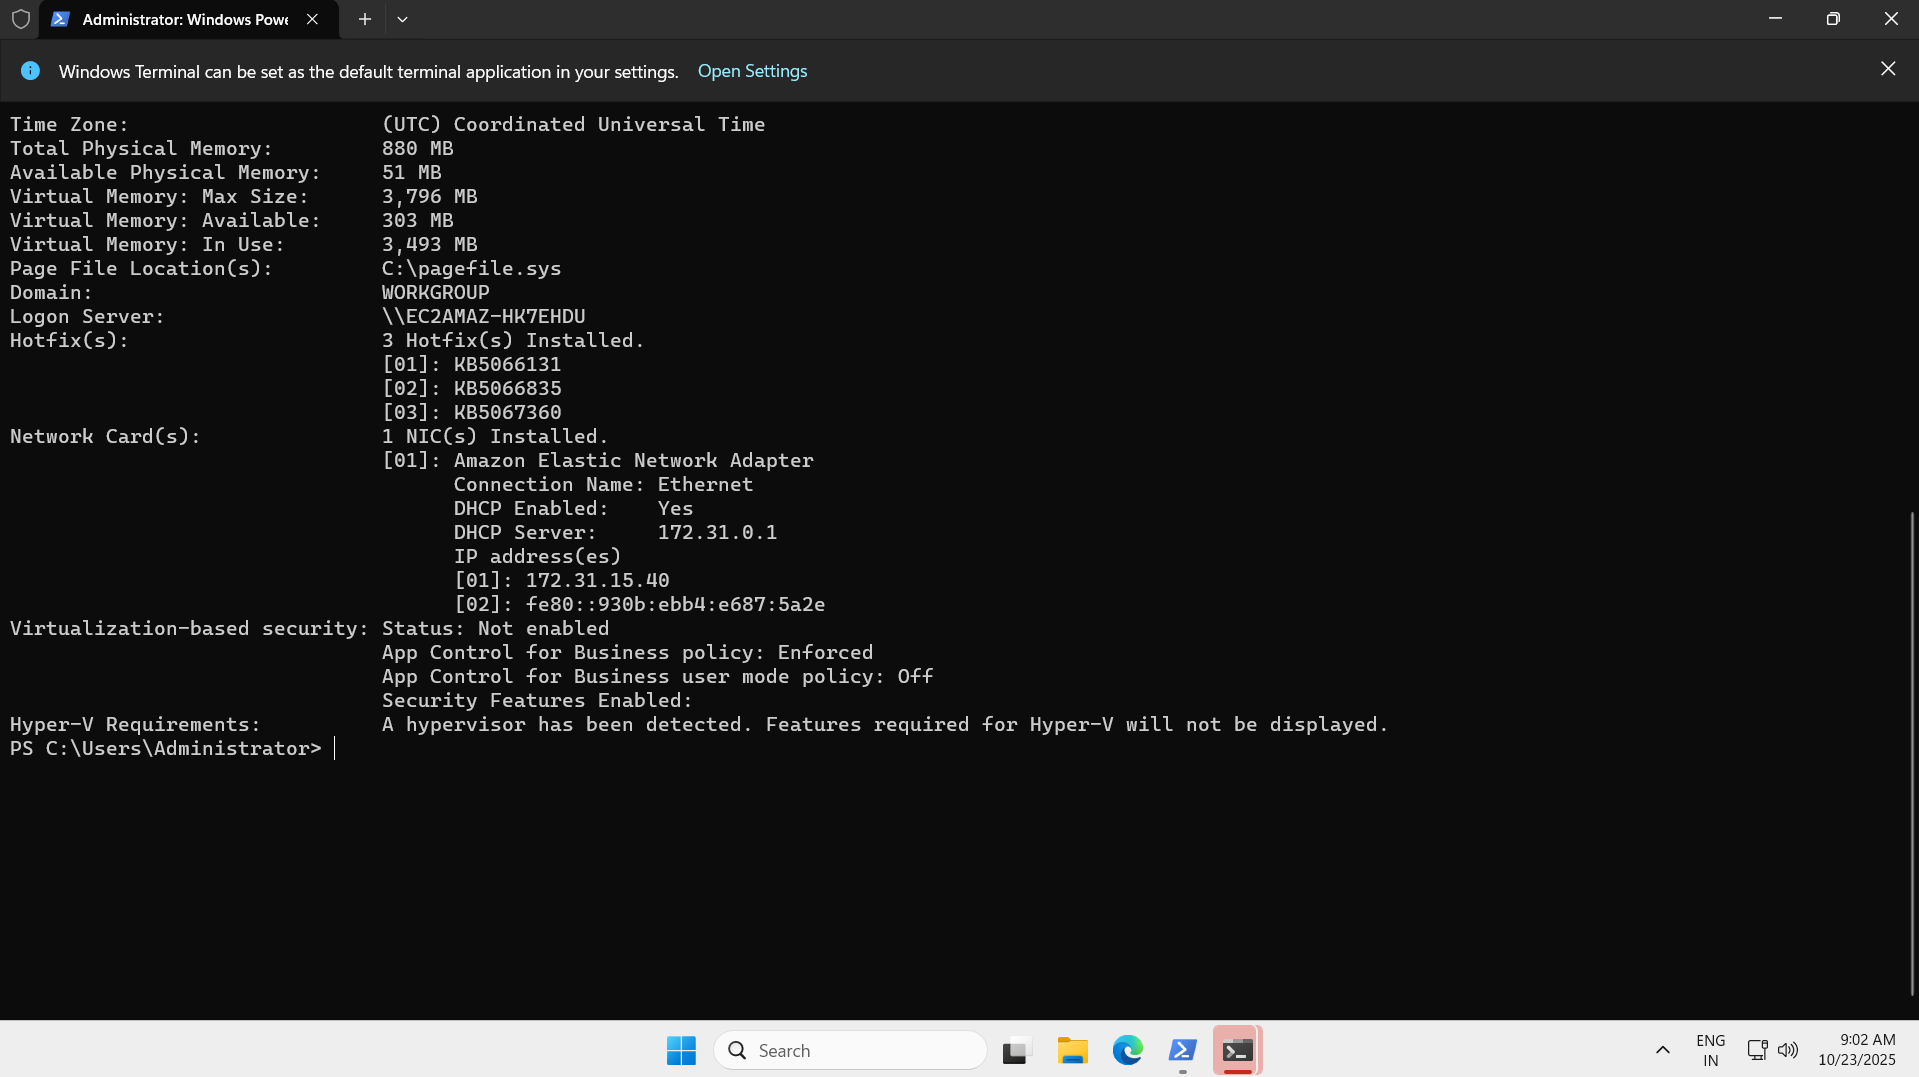 Administrator: Windows Powe
Windows Terminal can be set as the default terminal application in your settings. Open Settings
Time Zone: (UTC) Coordinated Universal Time
Total Physical Memory: 880 MB
Available Physical Memory: 51 MB
Virtual Memory: Max Size: 3,796 MB
Virtual Memory: Available: 303 MB
Virtual Memory: In Use: 3,493 MB
Page File Location(s): C:\pagefile.sys
Domain: WORKGROUP
Logon Server: \\EC2AMAZ-HK7EHDU
Hotfix(s): 3 Hotfix(s) Installed.
[01]: KB5066131
[02]: KB5066835
[03]: KB5067360
Network Card(s): 1 NIC(s) Installed.
[01]: Amazon Elastic Network Adapter
Connection Name: Ethernet
DHCP Enabled: Yes
DHCP Server: 172.31.0.1
IP address(es)
[01]: 172.31.15.40
[02]: fe80::930b:ebb4:e687:5a2e
Virtualization-based security: Status: Not enabled
App Control for Business policy: Enforced
App Control for Business user mode policy: Off
Security Features Enabled:
Hyper-V Requirements: A hypervisor has been detected. Features required for Hyper-V will not be displayed.
PS C:\Users\Administrator>
Search
ENG
IN
9:02 AM
10/23/2025